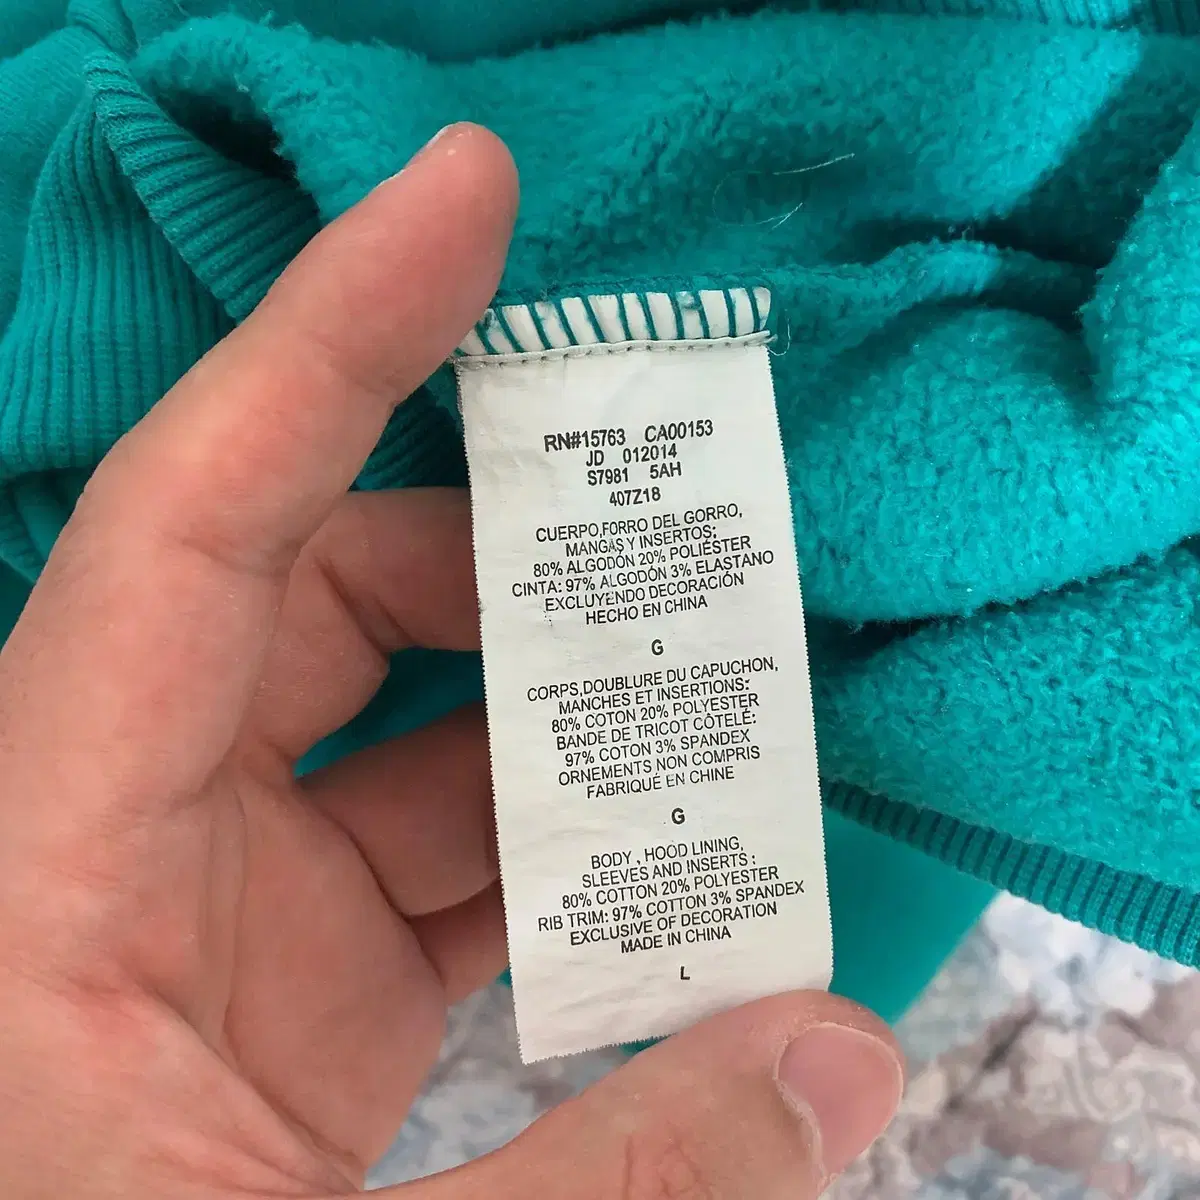 RN#15763 CA00153
JD 012014
S7981 5AH
407Z18
CUERPO,FORRO DEL GORRO,
MANGAS Y INSERTOS:
80% ALGODÓN 20% POLIÉSTER
CINTA: 97% ALGODÓN 3% ELASTANO
EXCLUYENDO DECORACIÓN
HECHO EN CHINA
G
CORPS,DOUBLURE DU CAPUCHON,
MANCHES ET INSERTIONS:
80% COTON 20% POLYESTER
BANDE DE TRICOT CÔTELÉ:
97% COTON 3% SPANDEX
ORNEMENTS NON COMPRIS
FABRIQUÉ EN CHINE
G
BODY , HOOD LINING,
SLEEVES AND INSERTS :
80% COTTON 20% POLYESTER
RIB TRIM: 97% COTTON 3% SPANDEX
EXCLUSIVE OF DECORATION
MADE IN CHINA
L